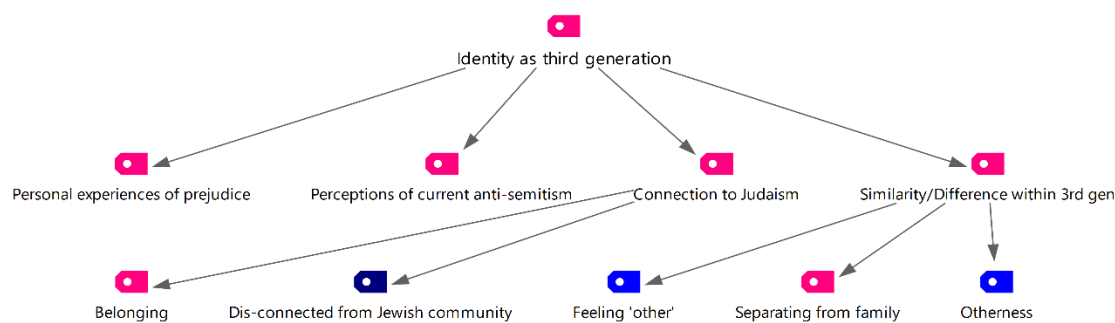 Identity as third generation
Personal experiences of prejudice
Perceptions of current anti-semitism
Connection to Judaism
Similarity/Difference within 3rd gen
Belonging
Dis-connected from Jewish community
Feeling 'other'
Separating from family
Otherness